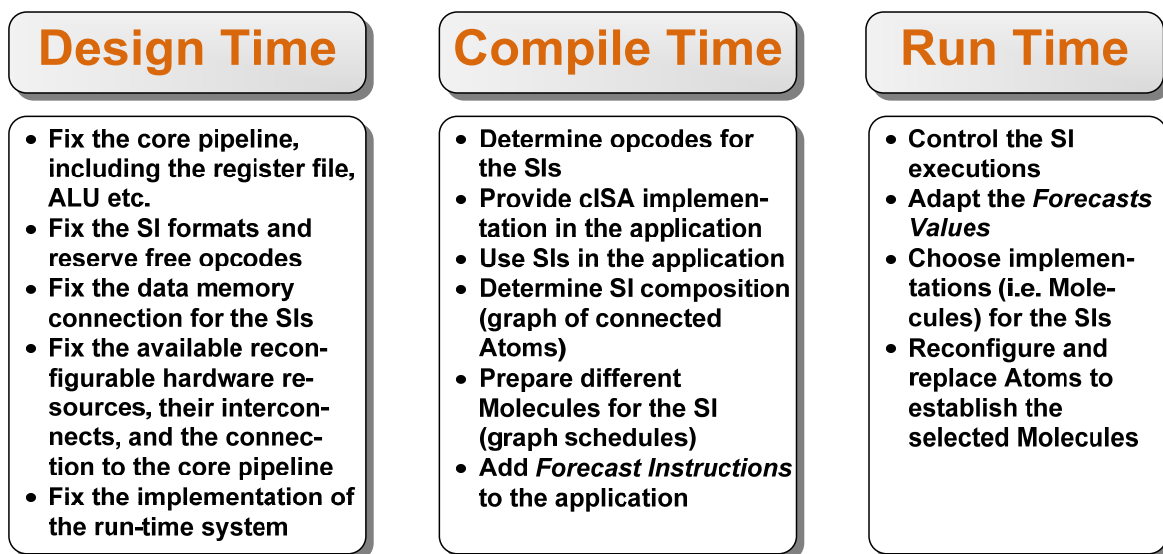 Design Time
• Fix the core pipeline,
including the register file,
ALU etc.
• Fix the SI formats and
reserve free opcodes
• Fix the data memory
connection for the SIs
• Fix the available recon-
figurable hardware re-
sources, their intercon-
nects, and the connec-
tion to the core pipeline
• Fix the implementation of
the run-time system
Compile Time
• Determine opcodes for
the SIs
• Provide cISA implemen-
tation in the application
• Use SIs in the application
• Determine SI composition
(graph of connected
Atoms)
• Prepare different
Molecules for the SI
(graph schedules)
• Add Forecast Instructions
to the application
Run Time
• Control the SI
executions
• Adapt the Forecasts
Values
• Choose implemen-
tations (i.e. Mole-
cules) for the SIs
• Reconfigure and
replace Atoms to
establish the
selected Molecules